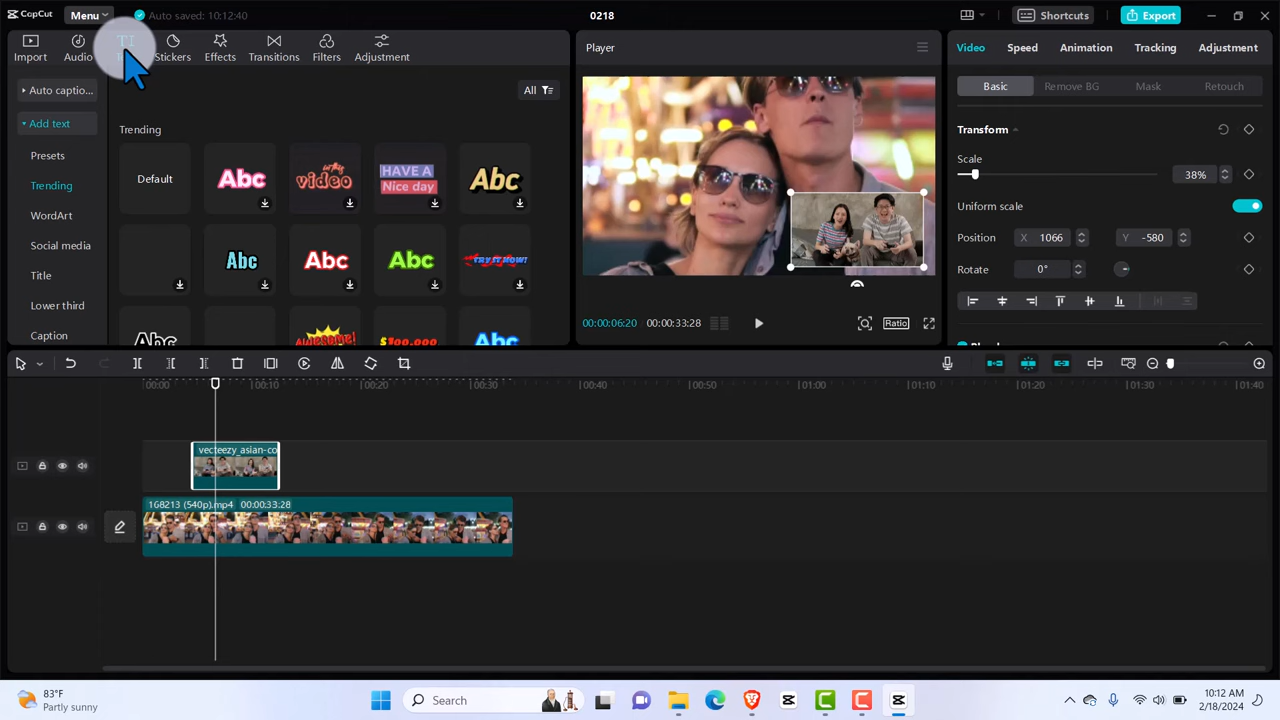 CapCut
Menu
Auto saved: 10:12:40
0218
Shortcuts
Export
Import
Audio
Stickers
Effects
Transitions
Filters
Adjustment
Player
Video
Speed
Animation
Tracking
Adjustment
Auto captio...
All
Basic
Remove BG
Mask
Retouch
Add text
Trending
Transform
Presets
Default
Abc
video
HAVE A
Nice day
Abc
Scale
38%
Trending
WordArt
Uniform scale
Social media
Abc
Abc
Abc
TRY IT NOW!
Position
X
1066
Y
-580
Title
Rotate
0°
Lower third
Caption
Abc
$100,000
Abc
00:00:06:20
00:00:33:28
Ratio
00:00
00:10
00:20
00:30
00:40
00:50
01:00
01:10
01:20
01:30
01:40
vecteezy_asian-co
168213 (540p).mp4
00:00:33:28
83°F
Partly sunny
Search
10:12 AM
2/18/2024